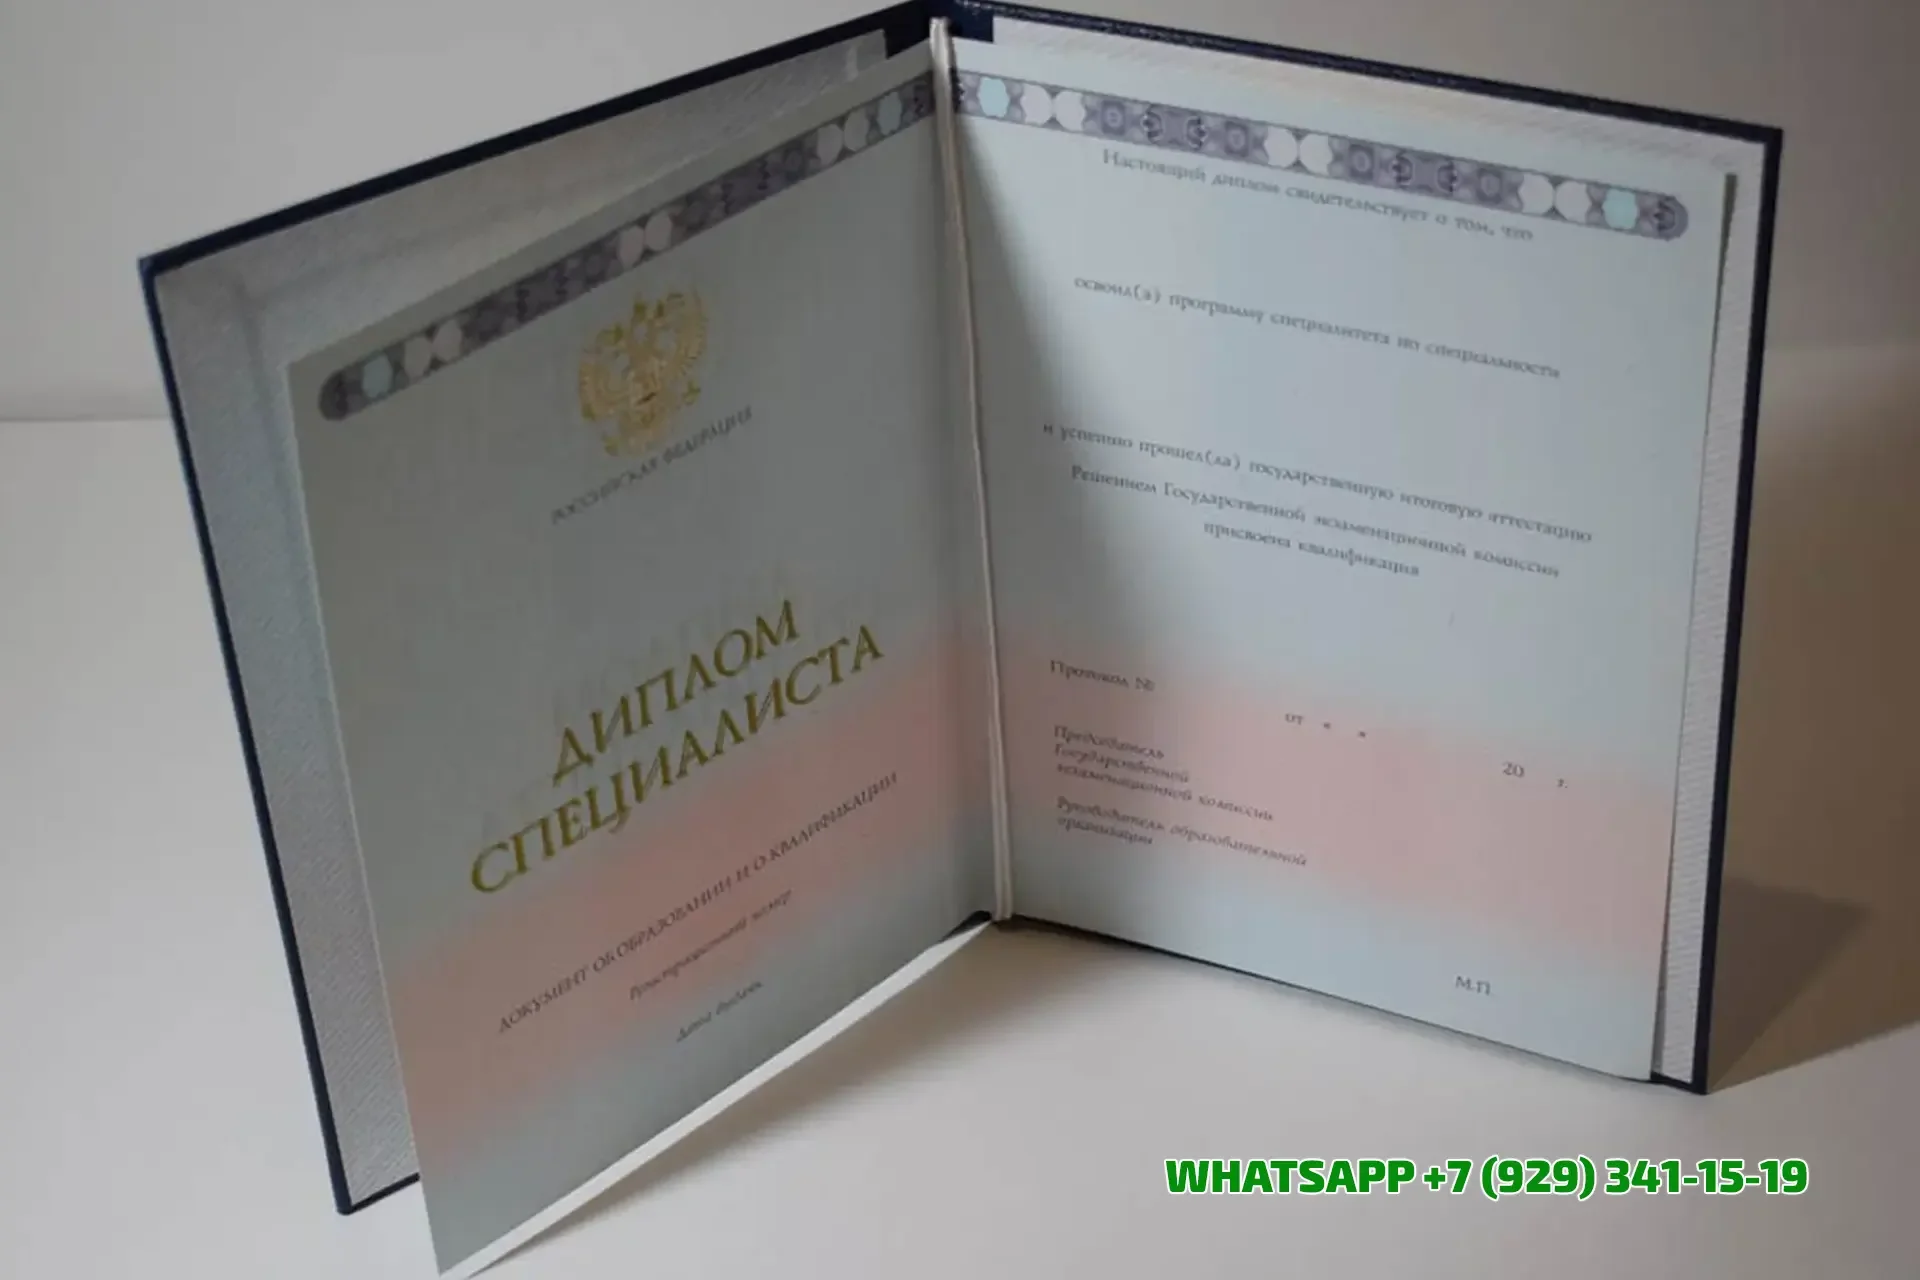 РОССИЙСКАЯ ФЕДЕРАЦИЯ
ДИПЛОМ
СПЕЦИАЛИСТА
ДОКУМЕНТ ОБ ОБРАЗОВАНИИ И О КВАЛИФИКАЦИИ
Регистрационный номер
Дата выдачи
Настоящий диплом свидетельствует о том, что
освоил(а) программу специалитета по специальности
и успешно прошел(ла) государственную итоговую аттестацию
Решением Государственной экзаменационной комиссии
присвоена квалификация
Протокол №
от « » 20 г.
Председатель
Государственной
экзаменационной комиссии
Руководитель образовательной
организации
М.П.
WHATSAPP +7 (929) 341-15-19